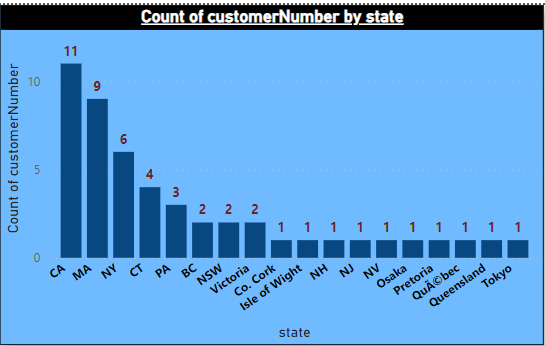 Count of customerNumber by state
Count of customerNumber
10
5
0
11
9
6
4
3
2
2
2
1
1
1
1
1
1
1
1
1
1
CA
MA
NY
CT
PA
BC
NSW
Victoria
Co. Cork
Isle of Wight
NH
NJ
NV
Osaka
Pretoria
QuÃ©bec
Queensland
Tokyo
state